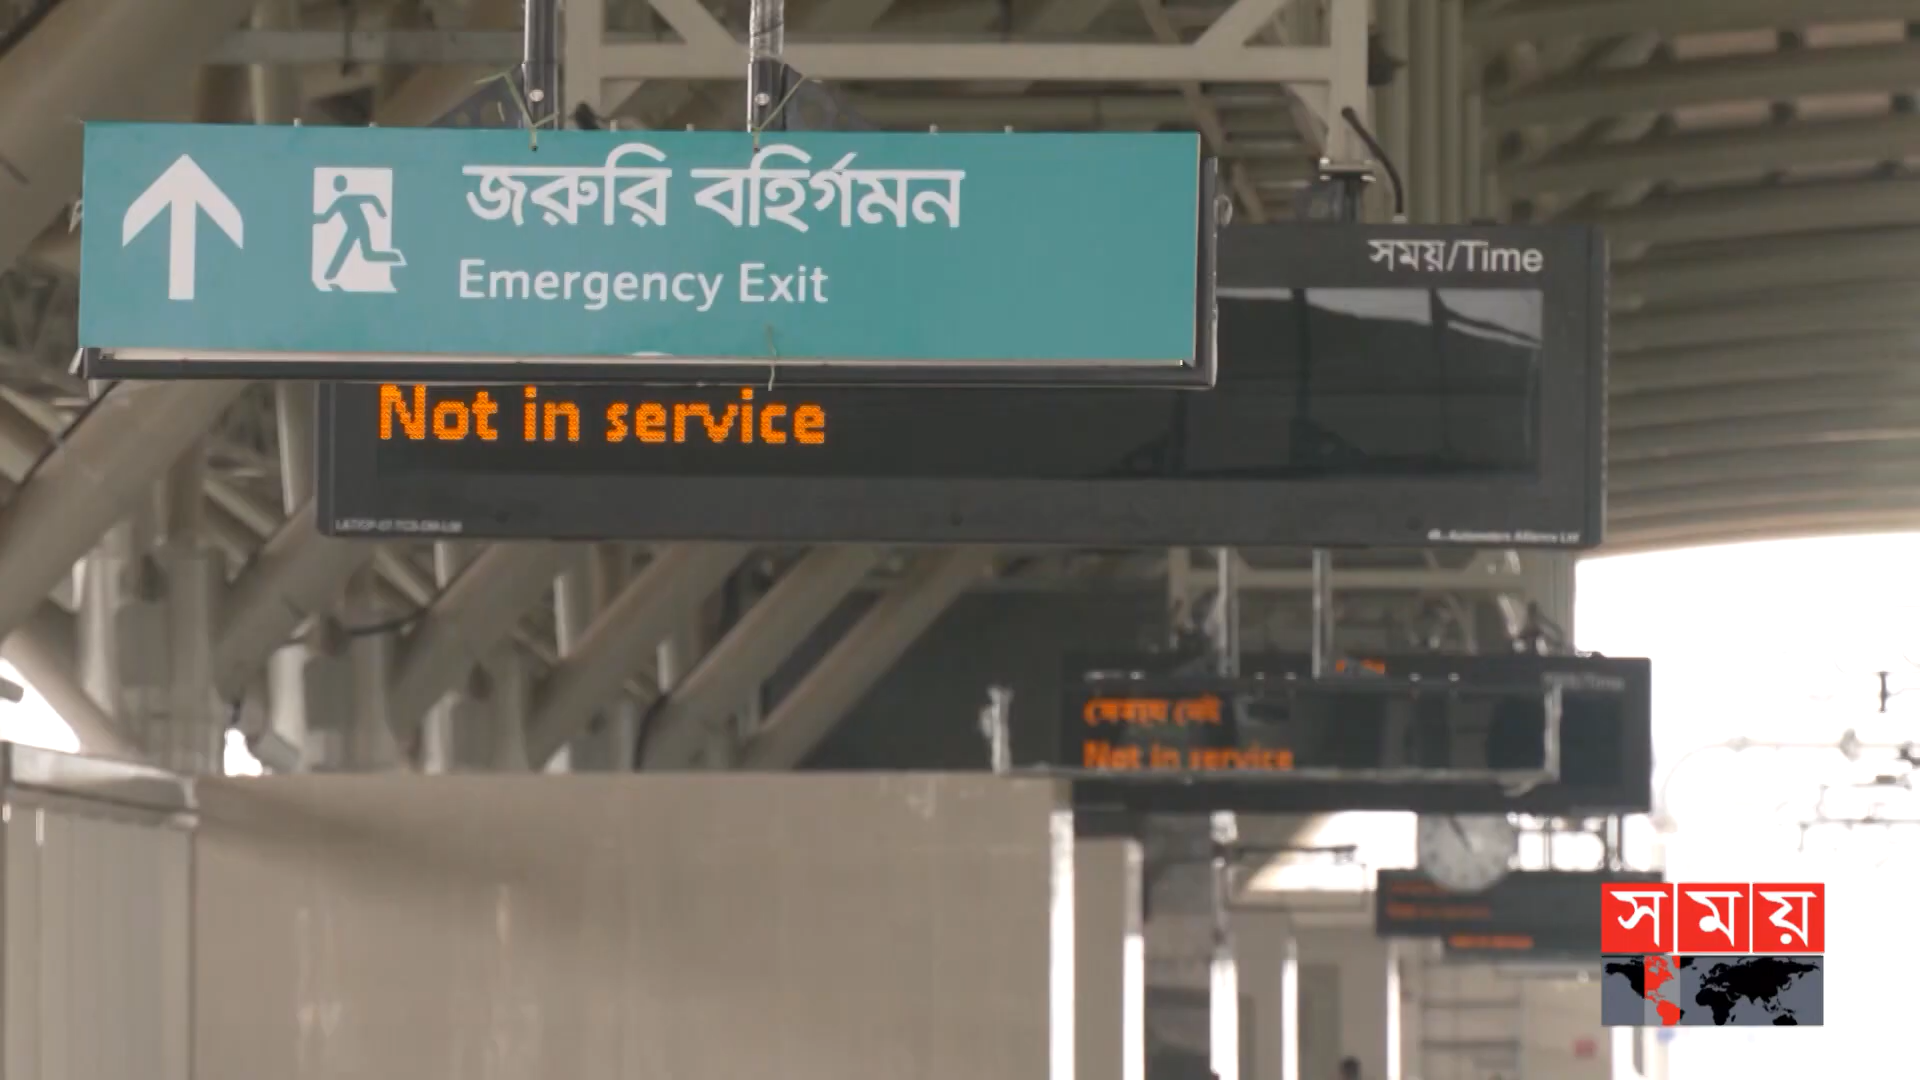 জরুরি বহির্গমন
Emergency Exit
সময়/Time
Not in service
সেবায় নেই
Not in service
সময়